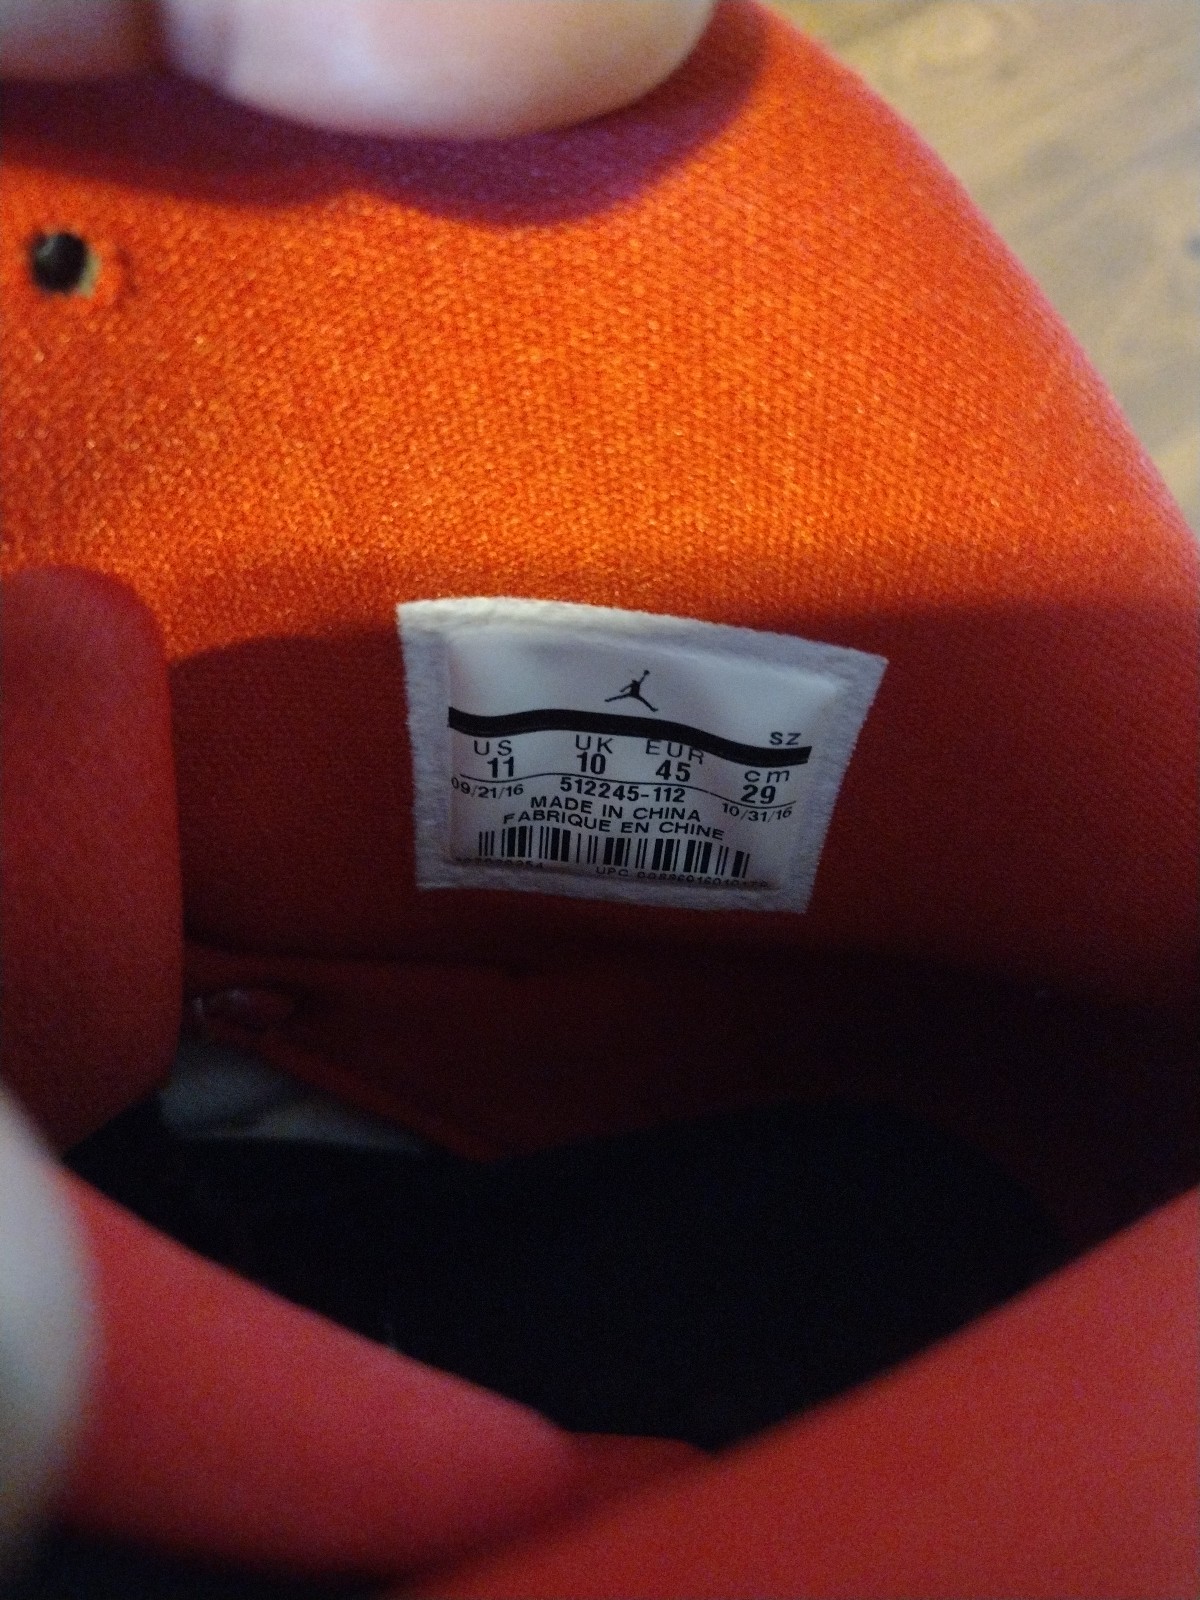 SZ
US UK EUR cm
11 10 45 29
09/21/16 512245-112 10/31/16
MADE IN CHINA
FABRIQUE EN CHINE
UPC